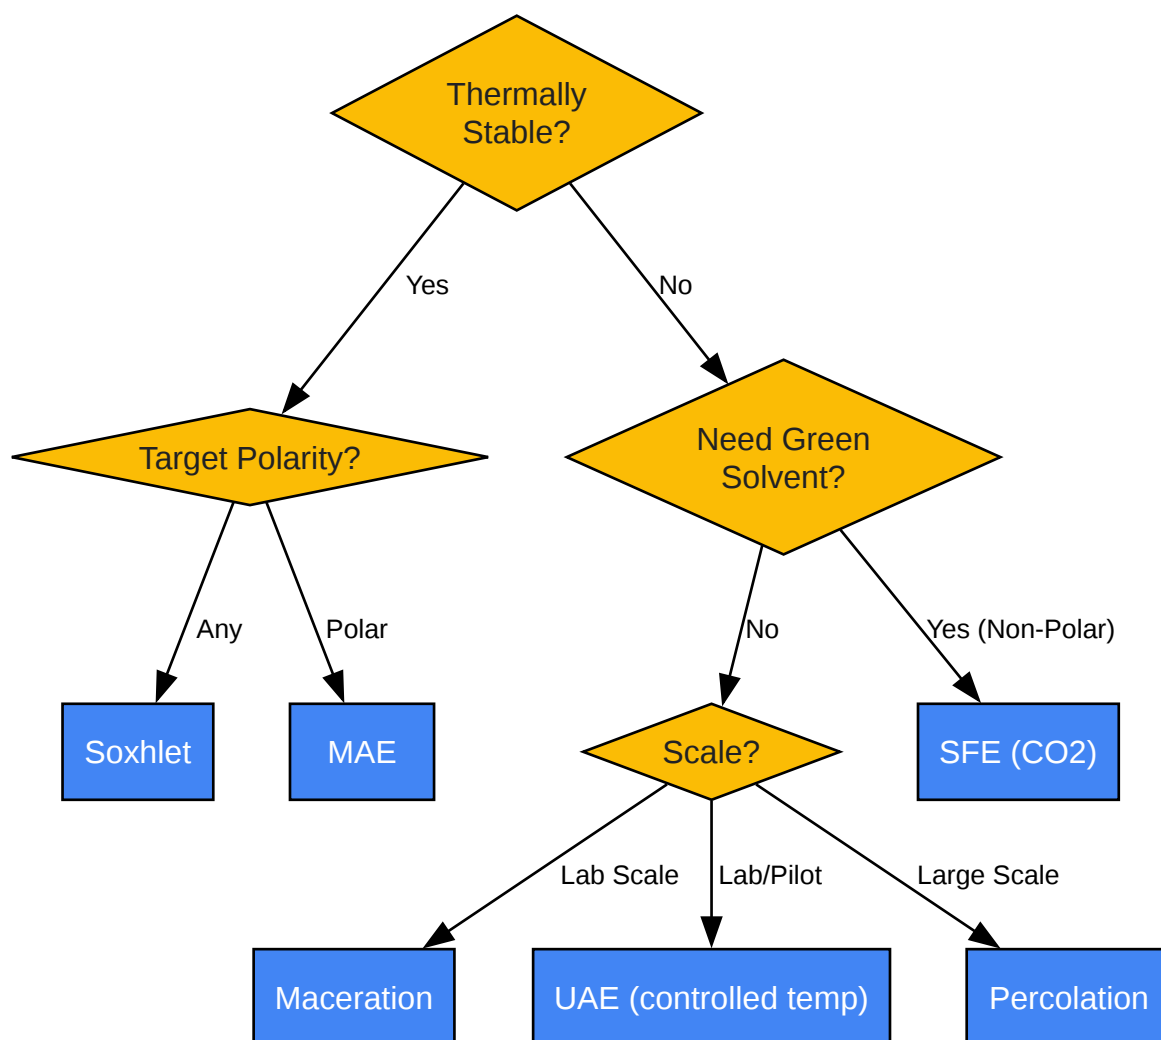 Thermally
Stable?
Yes
No
Target Polarity?
Need Green
Solvent?
Any
Polar
No
Yes (Non-Polar)
Soxhlet
MAE
Scale?
SFE (CO2)
Lab Scale
Lab/Pilot
Large Scale
Maceration
UAE (controlled temp)
Percolation